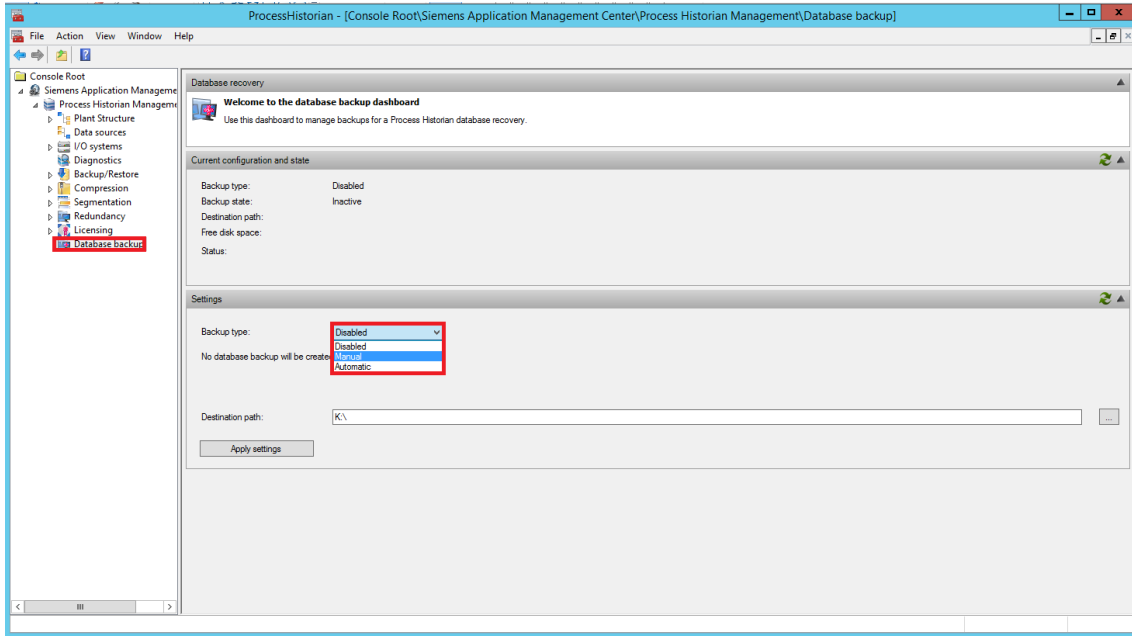 ProcessHistorian - [Console Root\Siemens Application Management Center\Process Historian Management\Database backup]
File Action View Window Help
Console Root
Siemens Application Manageme
Process Historian Manageme
Plant Structure
Data sources
I/O systems
Diagnostics
Backup/Restore
Compression
Segmentation
Redundancy
Licensing
Database backup
Database recovery
Welcome to the database backup dashboard
Use this dashboard to manage backups for a Process Historian database recovery.
Current configuration and state
Backup type: Disabled
Backup state: Inactive
Destination path:
Free disk space:
Status:
Settings
Backup type: Disabled
Disabled
No database backup will be create Manual
Automatic
Destination path: K:\ ...
Apply settings